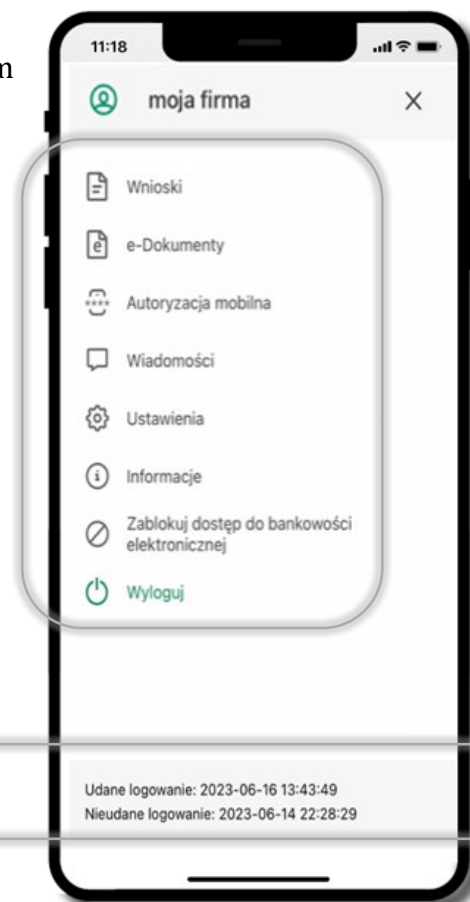 11:18
moja firma
Wnioski
e-Dokumenty
Autoryzacja mobilna
Wiadomości
Ustawienia
Informacje
Zablokuj dostęp do bankowości
elektronicznej
Wyloguj
Udane logowanie: 2023-06-16 13:43:49
Nieudane logowanie: 2023-06-14 22:28:29